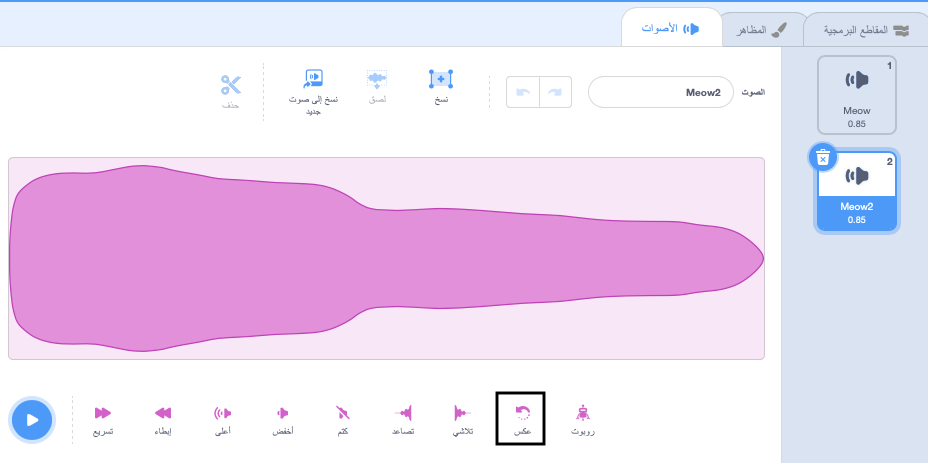 المقاطع البرمجية
المظاهر
الأصوات
الصوت
Meow2
نسخ
لصق
نسخ إلى صوت
جديد
حذف
1
Meow
0.85
2
Meow2
0.85
روبوت
عكس
تلاشي
تصاعد
كتم
أخفض
أعلى
إبطاء
تسريع